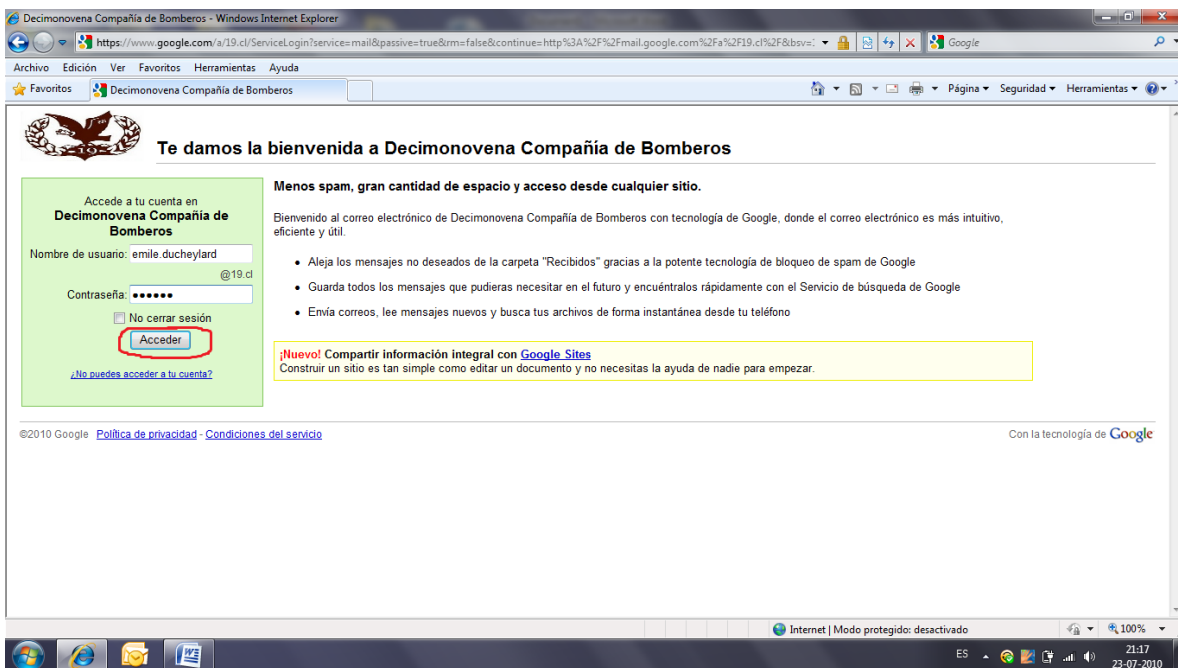 Decimonovena Compañía de Bomberos - Windows Internet Explorer
https://www.google.com/a/19.cl/ServiceLogin?service=mail&passive=true&rm=false&continue=http%3A%2F%2Fmail.google.com%2Fa%2F19.cl%2F&bsv=
Google
Archivo Edición Ver Favoritos Herramientas Ayuda
Favoritos Decimonovena Compañía de Bomberos Página Seguridad Herramientas
19
Te damos la bienvenida a Decimonovena Compañía de Bomberos
Accede a tu cuenta en
Decimonovena Compañía de
Bomberos
Nombre de usuario: emile.ducheylard
@19.cl
Contraseña: ••••••
No cerrar sesión
Acceder
¿No puedes acceder a tu cuenta?
Menos spam, gran cantidad de espacio y acceso desde cualquier sitio.
Bienvenido al correo electrónico de Decimonovena Compañía de Bomberos con tecnología de Google, donde el correo electrónico es más intuitivo,
eficiente y útil.
• Aleja los mensajes no deseados de la carpeta "Recibidos" gracias a la potente tecnología de bloqueo de spam de Google
• Guarda todos los mensajes que pudieras necesitar en el futuro y encuéntralos rápidamente con el Servicio de búsqueda de Google
• Envía correos, lee mensajes nuevos y busca tus archivos de forma instantánea desde tu teléfono
¡Nuevo! Compartir información integral con Google Sites
Construir un sitio es tan simple como editar un documento y no necesitas la ayuda de nadie para empezar.
©2010 Google Política de privacidad - Condiciones del servicio
Con la tecnología de Google
Internet | Modo protegido: desactivado 100%
ES 21:17
23-07-2010